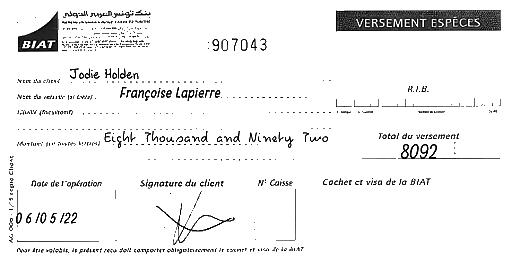 بنك تونس العربي الدولي
BIAT
VERSEMENT ESPÈCES
907043
Nom du client Jodie Holden
Nom du verseur (si tiers) Françoise Lapierre
R.I.B.
Libellé (facultatif)
Montant (en toutes lettres) Eight Thousand and Ninety Two
Total du versement
8092
Date de l'opération
Signature du client
N° Caisse
Cachet et visa de la BIAT
06/05/22
Pour être valable, le présent reçu doit comporter obligatoirement le cachet et visa de la BIAT